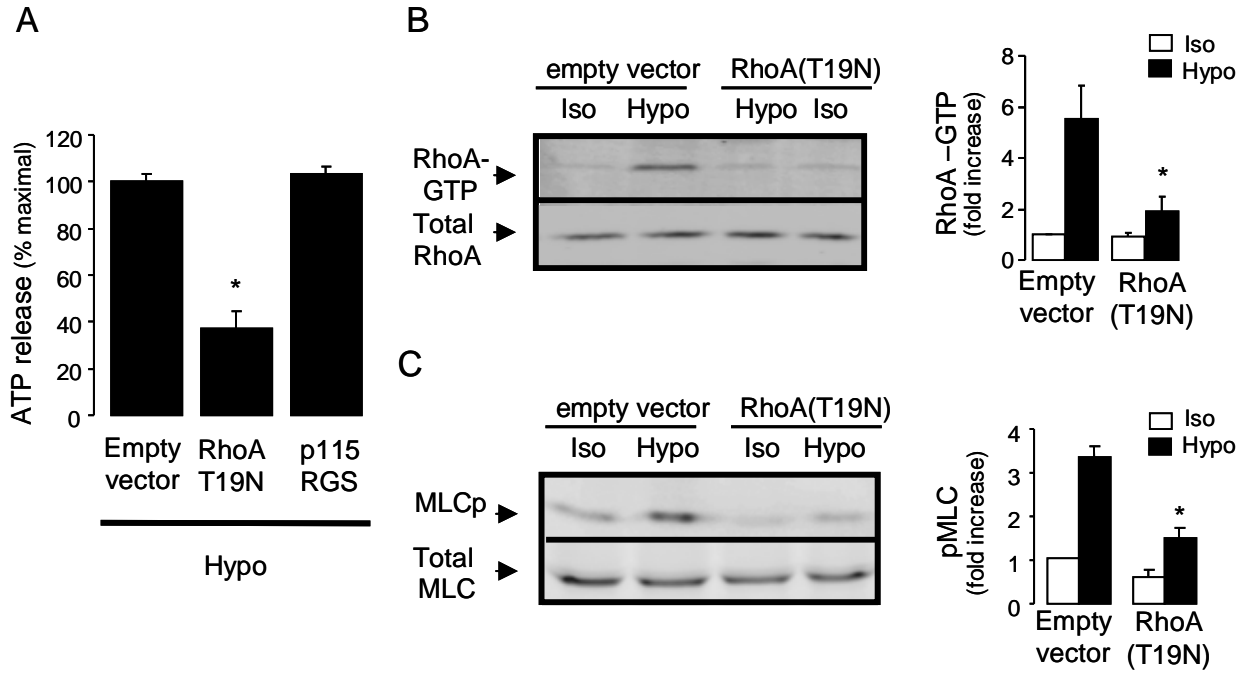 A
ATP release (% maximal)
120
100
80
60
40
20
0
*
Empty
vector
RhoA
T19N
p115
RGS
Hypo
B
empty vector
RhoA(T19N)
Iso
Hypo
Hypo
Iso
RhoA-
GTP
Total
RhoA
RhoA –GTP
(fold increase)
8
6
4
2
0
Iso
Hypo
*
Empty
vector
RhoA
(T19N)
C
empty vector
RhoA(T19N)
Iso
Hypo
Iso
Hypo
MLCp
Total
MLC
pMLC
(fold increase)
4
3
2
1
0
Iso
Hypo
*
Empty
vector
RhoA
(T19N)